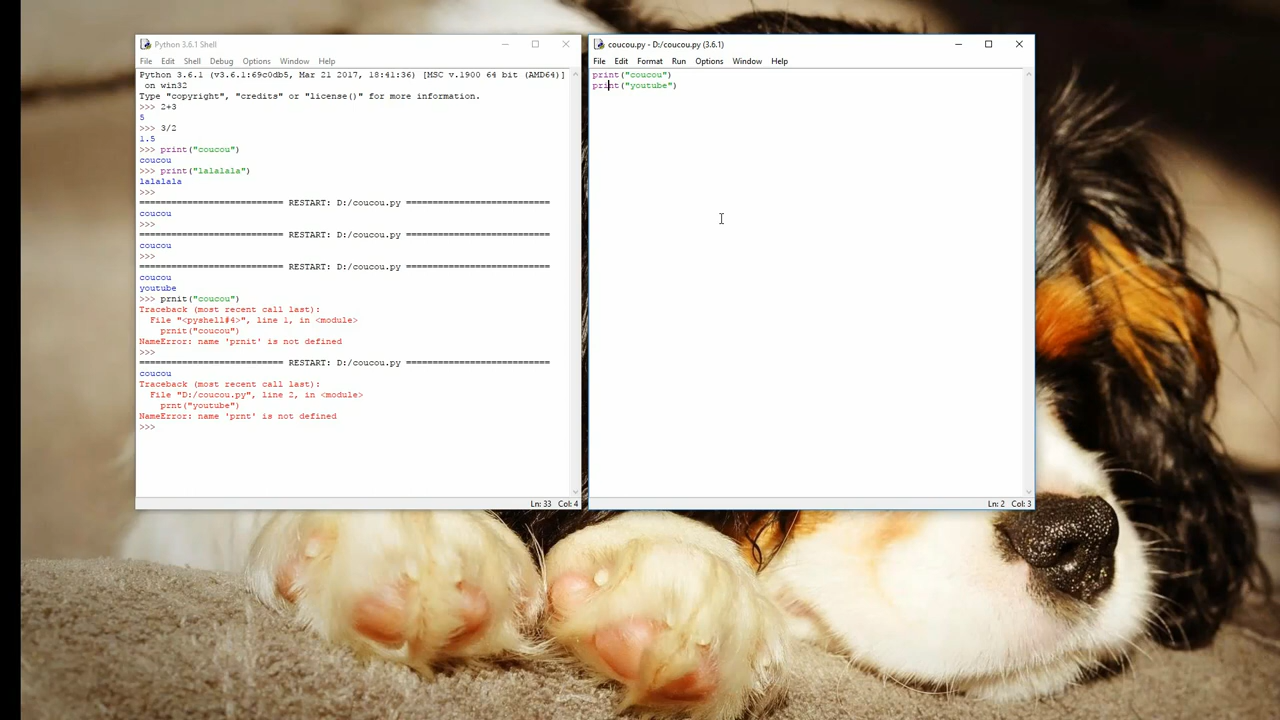 Python 3.6.1 Shell
File Edit Shell Debug Options Window Help
Python 3.6.1 (v3.6.1:69c0db5, Mar 21 2017, 18:41:36) [MSC v.1900 64 bit (AMD64)]
on win32
Type "copyright", "credits" or "license()" for more information.
>>> 2+3
5
>>> 3/2
1.5
>>> print("coucou")
coucou
>>> print("lalalala")
lalalala
>>>
========================== RESTART: D:/coucou.py ==========================
coucou
>>>
========================== RESTART: D:/coucou.py ==========================
coucou
>>>
========================== RESTART: D:/coucou.py ==========================
coucou
youtube
>>> prnit("coucou")
Traceback (most recent call last):
File "<pyshell#4>", line 1, in <module>
prnit("coucou")
NameError: name 'prnit' is not defined
>>>
========================== RESTART: D:/coucou.py ==========================
coucou
Traceback (most recent call last):
File "D:/coucou.py", line 2, in <module>
prnt("youtube")
NameError: name 'prnt' is not defined
>>>
Ln: 33 Col: 4
coucou.py - D:/coucou.py (3.6.1)
File Edit Format Run Options Window Help
print("coucou")
print("youtube")
Ln: 2 Col: 3